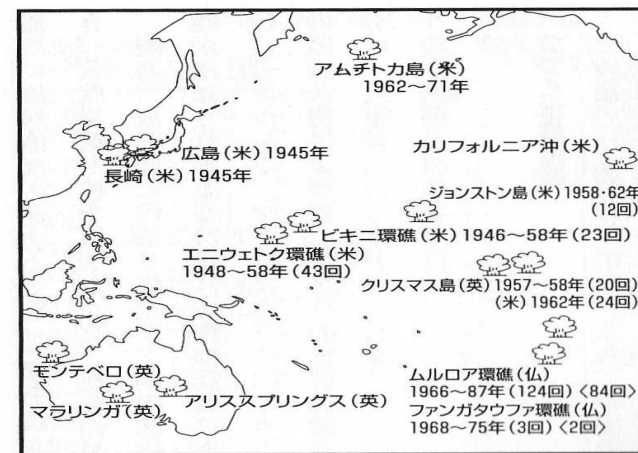 アムチトカ島(米)
1962〜71年
広島(米)1945年
長崎(米)1945年
カリフォルニア沖(米)
ジョンストン島(米)1958・62年
(12回)
ビキニ環礁(米)1946〜58年(23回)
エニウェトク環礁(米)
1948〜58年(43回)
クリスマス島(英)1957〜58年(20回)
(米)1962年(24回)
モンテベロ(英)
マラリンガ(英)
アリススプリングス(英)
ムルロア環礁(仏)
1966〜87年(124回)〈84回〉
ファンガタウファ環礁(仏)
1968〜75年(3回)〈2回〉